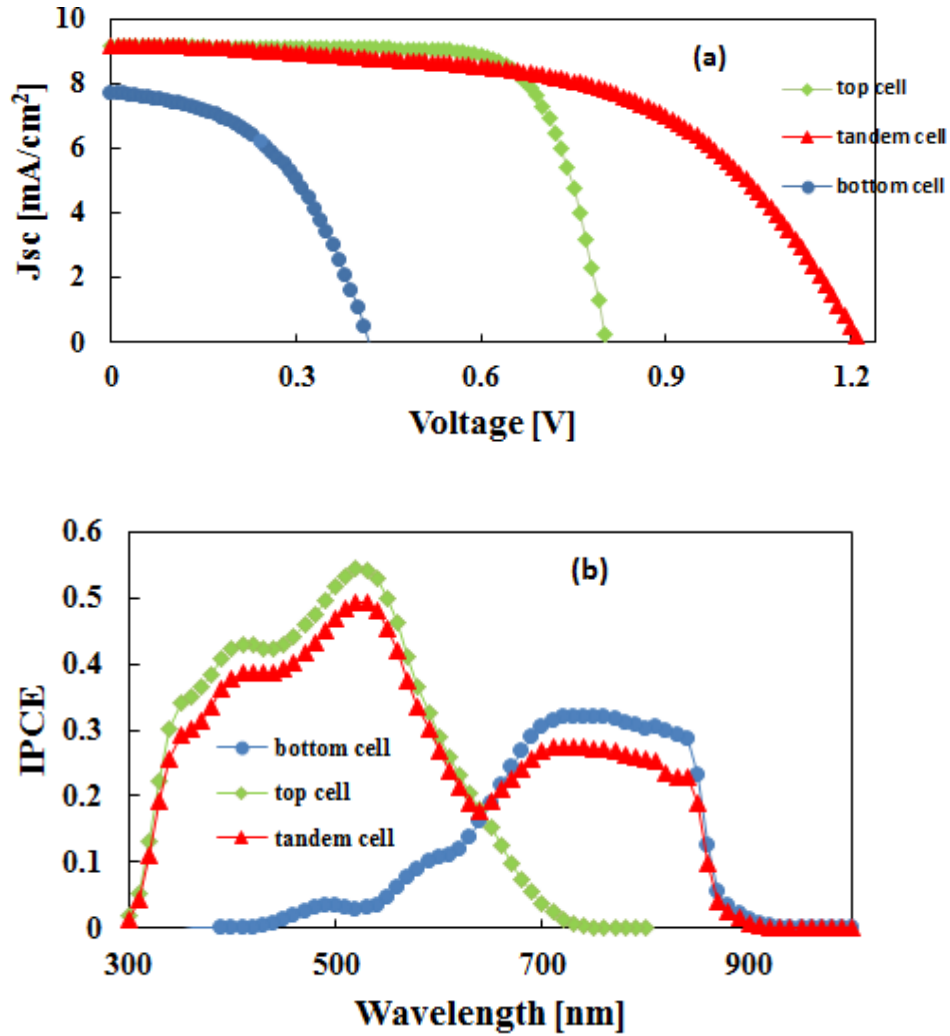 10
8
6
4
2
0
Jsc [mA/cm²]
(a)
top cell
tandem cell
bottom cell
0 0.3 0.6 0.9 1.2
Voltage [V]
0.6
0.5
0.4
0.3
0.2
0.1
0
IPCE
(b)
bottom cell
top cell
tandem cell
300 500 700 900
Wavelength [nm]